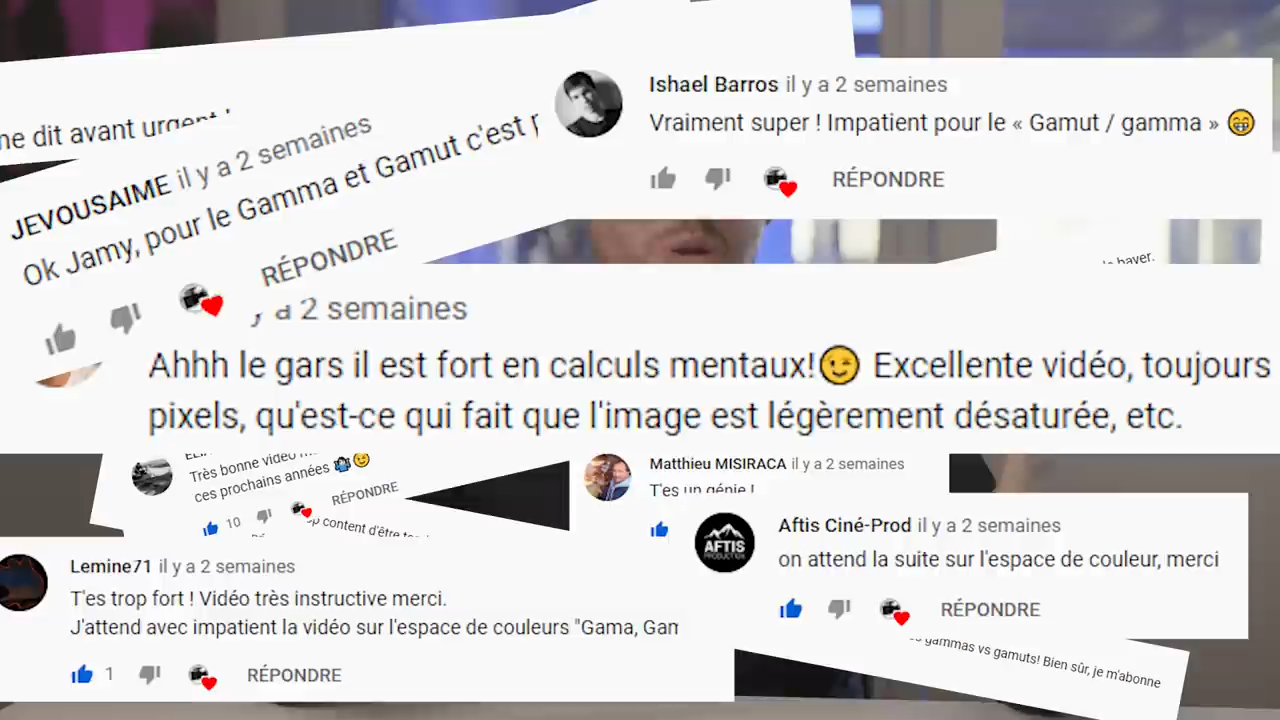 ne dit avant urgent !
JEVOUSAIME il y a 2 semaines
Ok Jamy, pour le Gamma et Gamut c'est
RÉPONDRE
Ishael Barros il y a 2 semaines
Vraiment super ! Impatient pour le « Gamut / gamma » 😁
RÉPONDRE
baver.
y a 2 semaines
Ahhh le gars il est fort en calculs mentaux!😉 Excellente vidéo, toujours
pixels, qu'est-ce qui fait que l'image est légèrement désaturée, etc.
Très bonne vidéo
ces prochains années 🤷‍♂️😉
10 RÉPONDRE
content d'être
Matthieu MISIRACA il y a 2 semaines
T'es un génie !
AFTIS
PRODUCTION
Aftis Ciné-Prod il y a 2 semaines
on attend la suite sur l'espace de couleur, merci
RÉPONDRE
Lemine71 il y a 2 semaines
T'es trop fort ! Vidéo très instructive merci.
J'attend avec impatient la vidéo sur l'espace de couleurs "Gama, Gam
1 RÉPONDRE
gammas vs gamuts! Bien sûr, je m'abonne